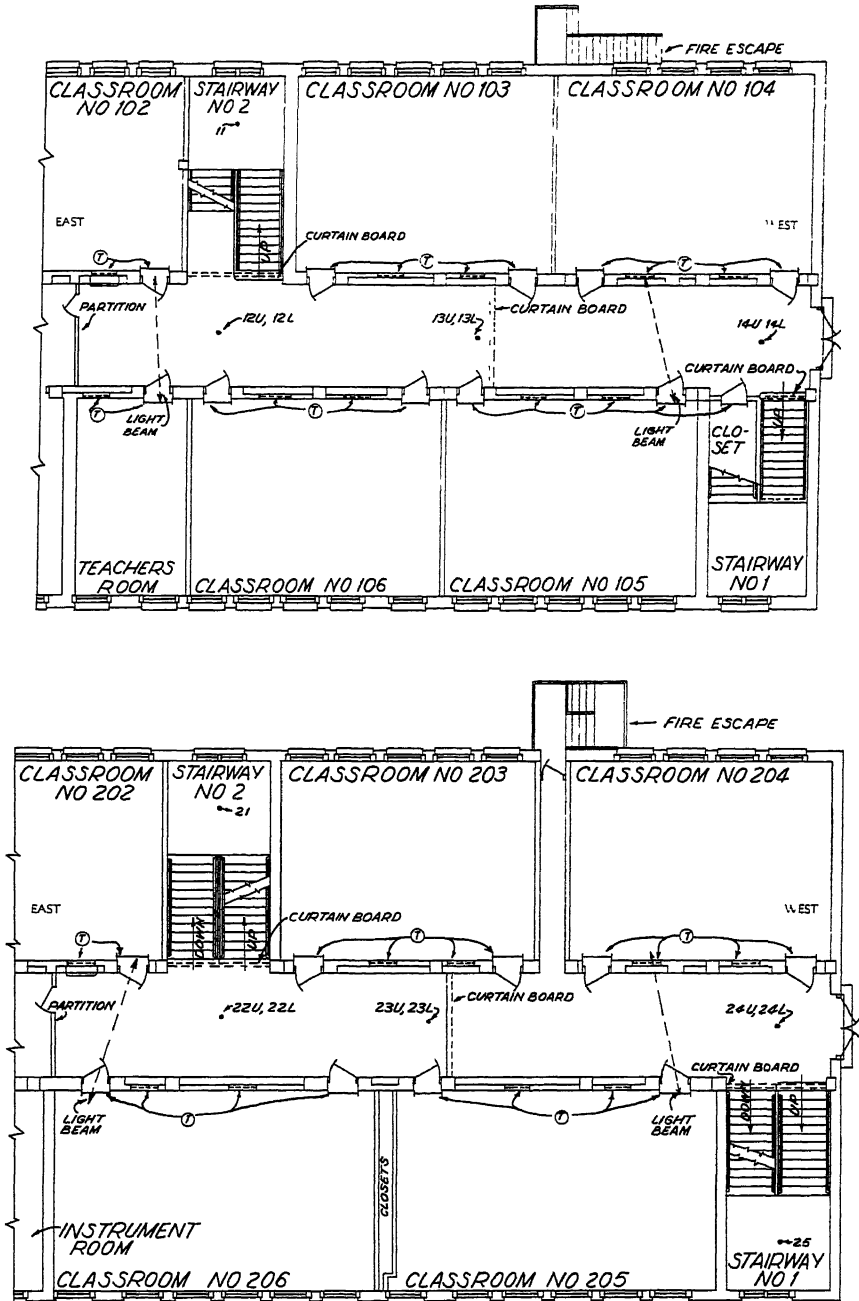 FIRE ESCAPE
CLASSROOM
NO 102
STAIRWAY
NO 2
CLASSROOM NO 103
CLASSROOM NO 104
11
EAST
WEST
UP
CURTAIN BOARD
T
T
T
PARTITION
12U, 12L
13U, 13L
CURTAIN BOARD
14U 14L
CURTAIN BOARD
T
LIGHT
BEAM
T
T
LIGHT
BEAM
CLO-
SET
UP
TEACHERS
ROOM
CLASSROOM NO 106
CLASSROOM NO 105
STAIRWAY
NO 1
FIRE ESCAPE
CLASSROOM
NO 202
STAIRWAY
NO 2
CLASSROOM NO 203
CLASSROOM NO 204
21
EAST
WEST
CURTAIN BOARD
DOWN
UP
T
T
T
PARTITION
22U, 22L
23U, 23L
CURTAIN BOARD
24U, 24L
CURTAIN BOARD
LIGHT
BEAM
T
T
LIGHT
BEAM
DOWN
UP
CLOSETS
INSTRUMENT
ROOM
25
CLASSROOM NO 206
CLASSROOM NO 205
STAIRWAY
NO 1